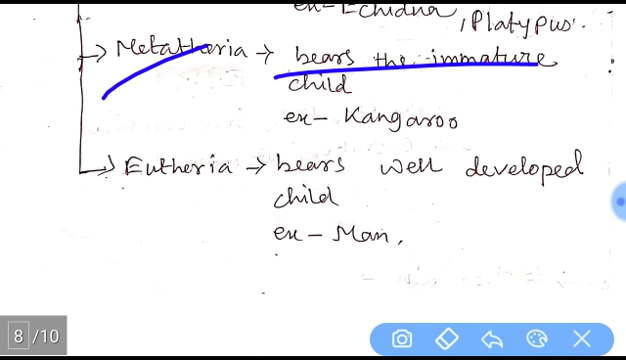 ex- Echidna, Platypus.
→ Metatheria → bears the immature
child
ex- Kangaroo
→ Eutheria → bears well developed
child
ex- Man,
8 /10